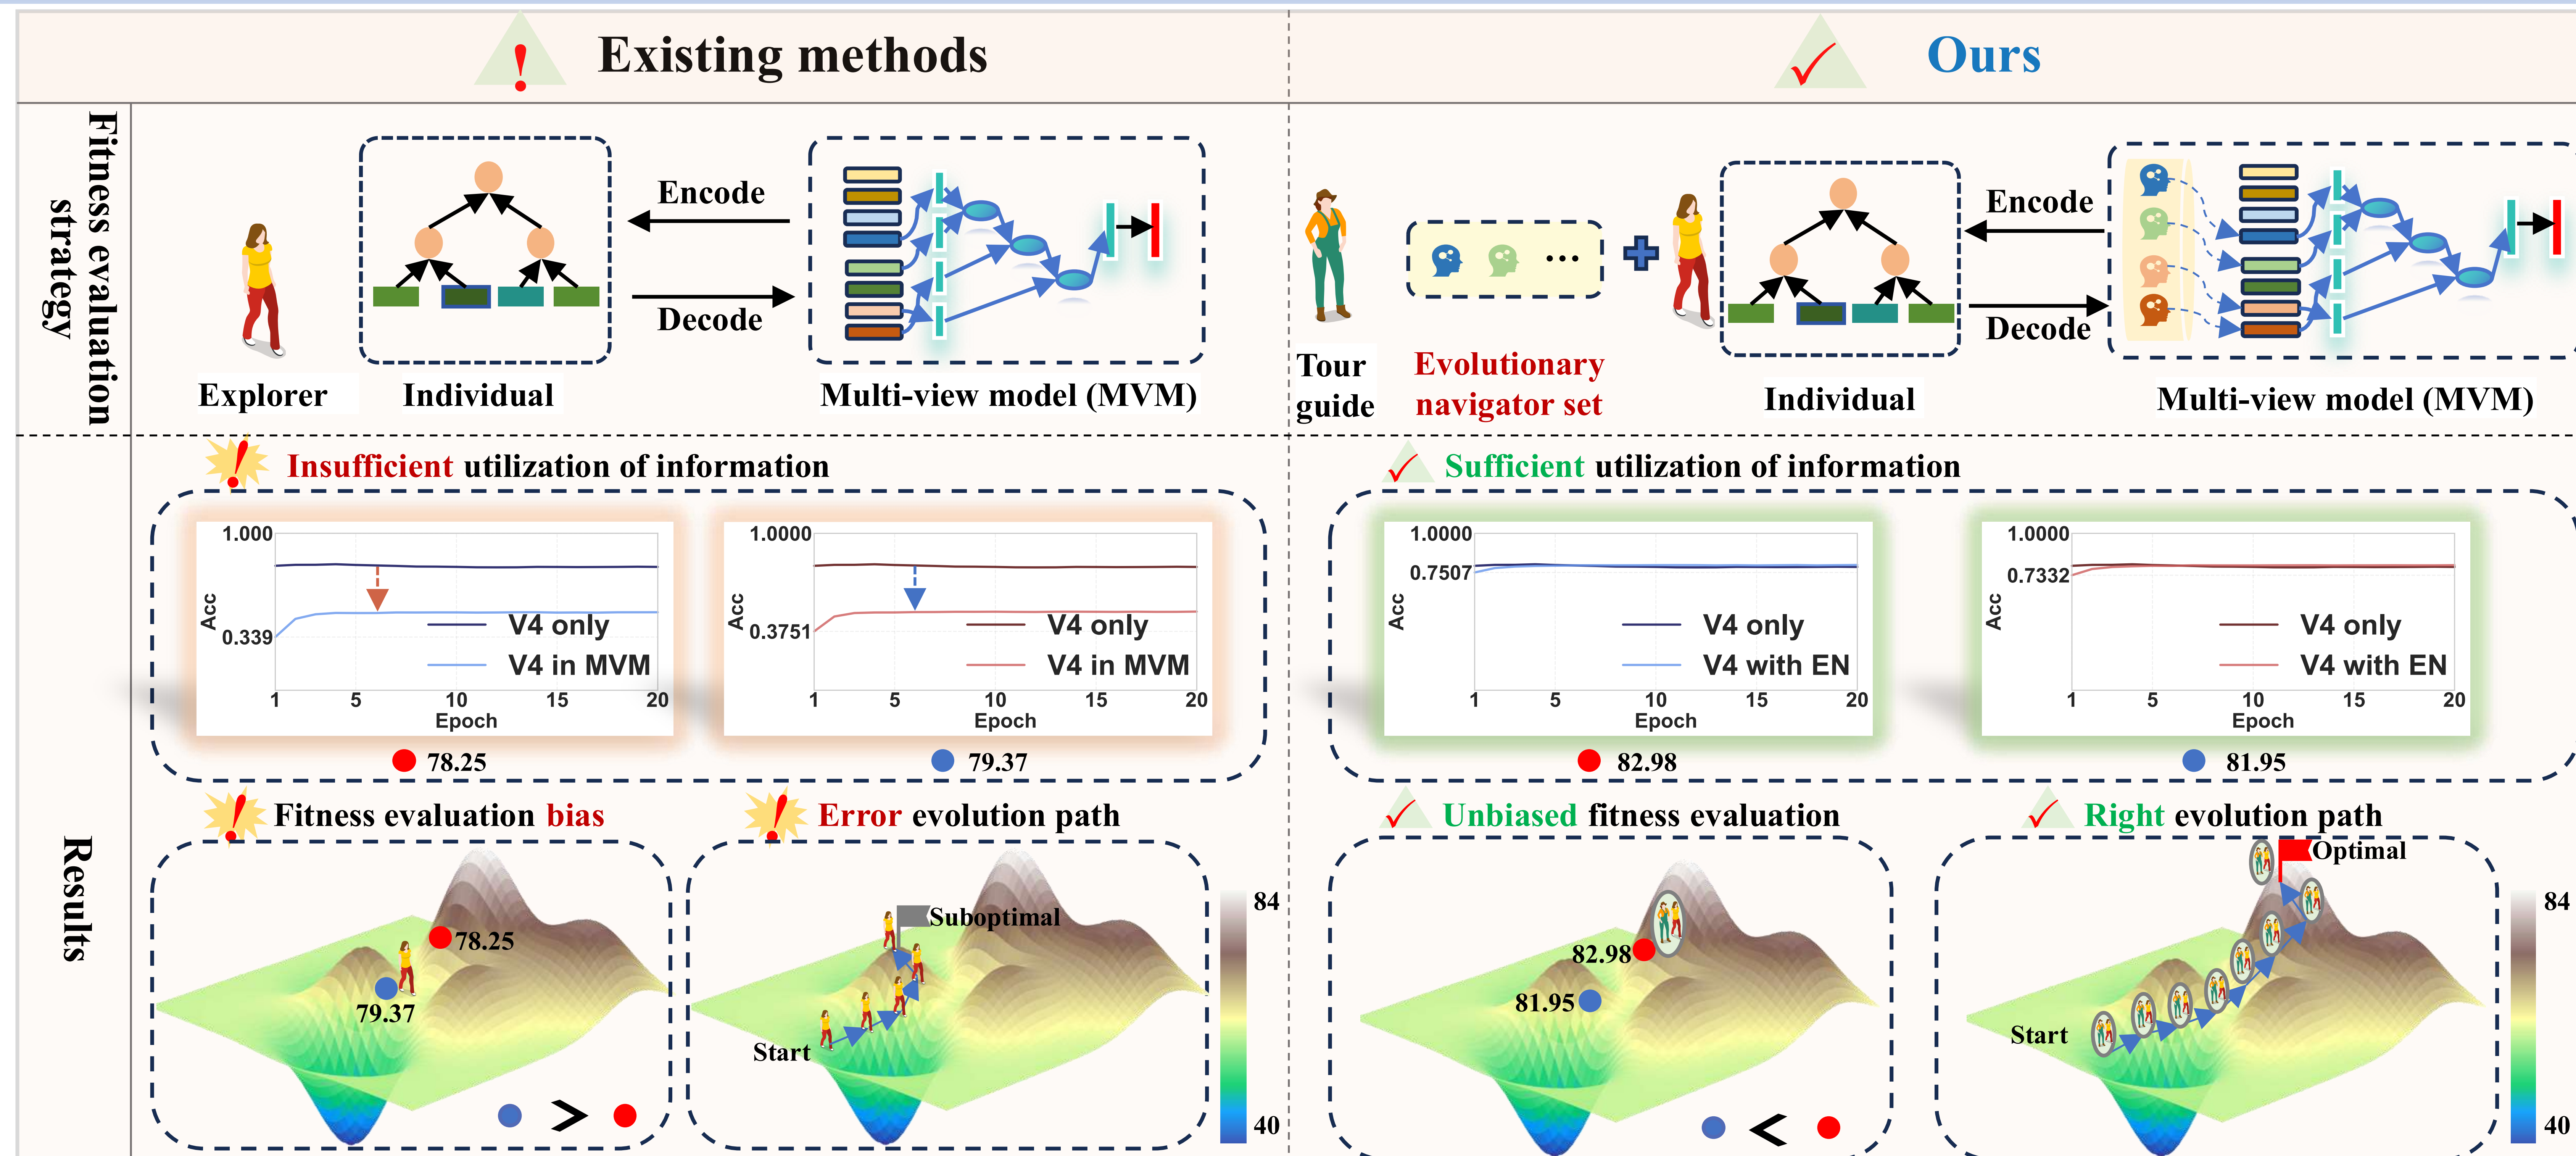 Existing methods
Ours
Fitness evaluation
strategy
Encode
Decode
Explorer
Individual
Multi-view model (MVM)
Tour
guide
Evolutionary
navigator set
...
Individual
Encode
Decode
Multi-view model (MVM)
Results
Insufficient utilization of information
1.000
0.339
Acc
V4 only
V4 in MVM
1 5 10 15 20
Epoch
78.25
1.0000
0.3751
Acc
V4 only
V4 in MVM
1 5 10 15 20
Epoch
79.37
Sufficient utilization of information
1.0000
0.7507
Acc
V4 only
V4 with EN
1 5 10 15 20
Epoch
82.98
1.0000
0.7332
Acc
V4 only
V4 with EN
1 5 10 15 20
Epoch
81.95
Fitness evaluation bias
78.25
79.37
>
Error evolution path
Suboptimal
Start
84
40
Unbiased fitness evaluation
82.98
81.95
<
Right evolution path
Optimal
Start
84
40